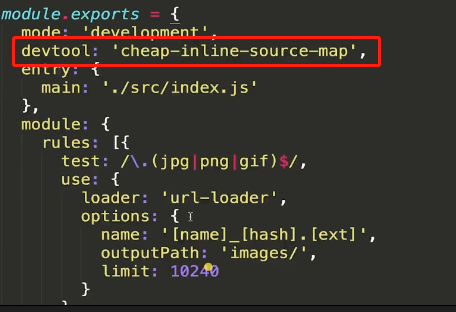 module.exports = {
  mode: 'development',
  devtool: 'cheap-inline-source-map',
  entry: {
    main: './src/index.js'
  },
  module: {
    rules: [{
      test: /\.(jpg|png|gif)$/,
      use: {
        loader: 'url-loader',
        options: {
          name: '[name]_[hash].[ext]',
          outputPath: 'images/',
          limit: 10240
        }
      }